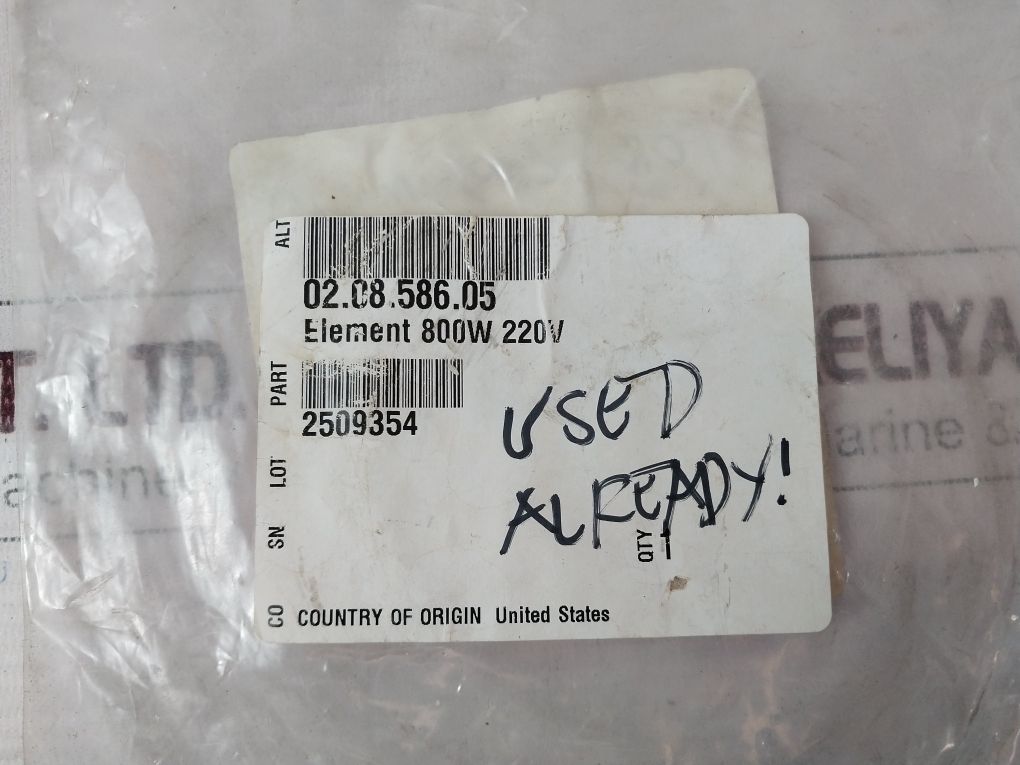 ALT
02.08.586.05
Element 800W 220V
PART
2509354
USED
ALREADY!
LOT
SN
QTY 1
CO COUNTRY OF ORIGIN United States
T. LTD.
achine
ELIYA
arine &